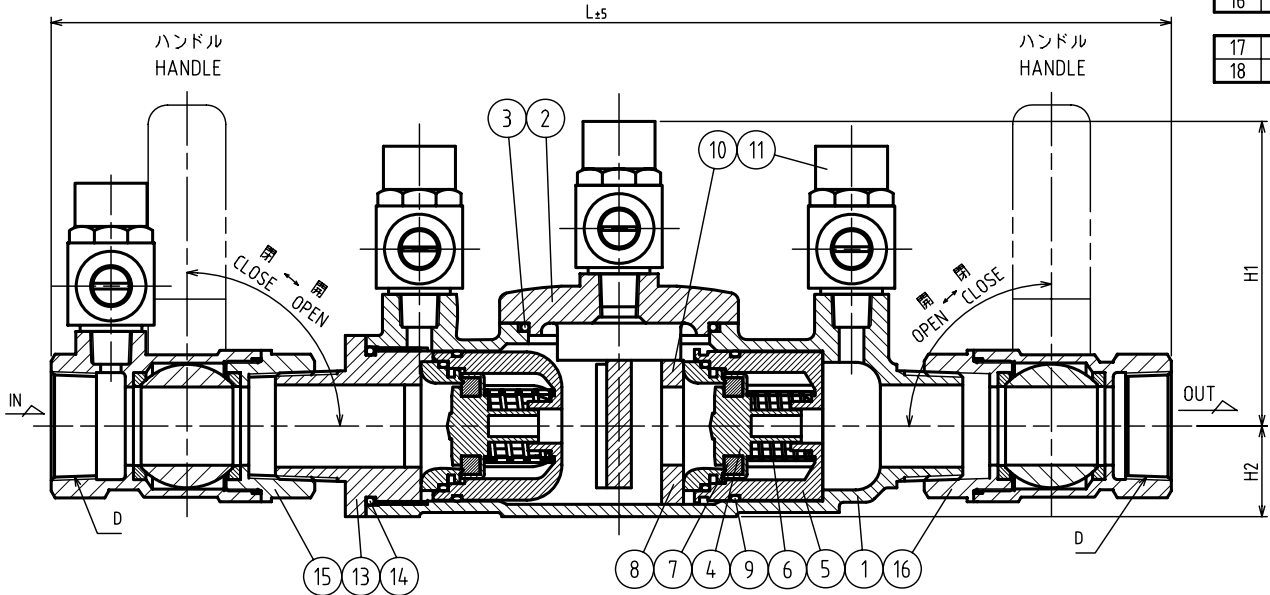 L±5
16
17
18
ハンドル
HANDLE
ハンドル
HANDLE
3 2
10 11
閉 ↔ 開
CLOSE OPEN
開 ↔ 閉
OPEN CLOSE
H1
IN
OUT
H2
D
D
15 13 14
8 7 4 9 6 5 1 16